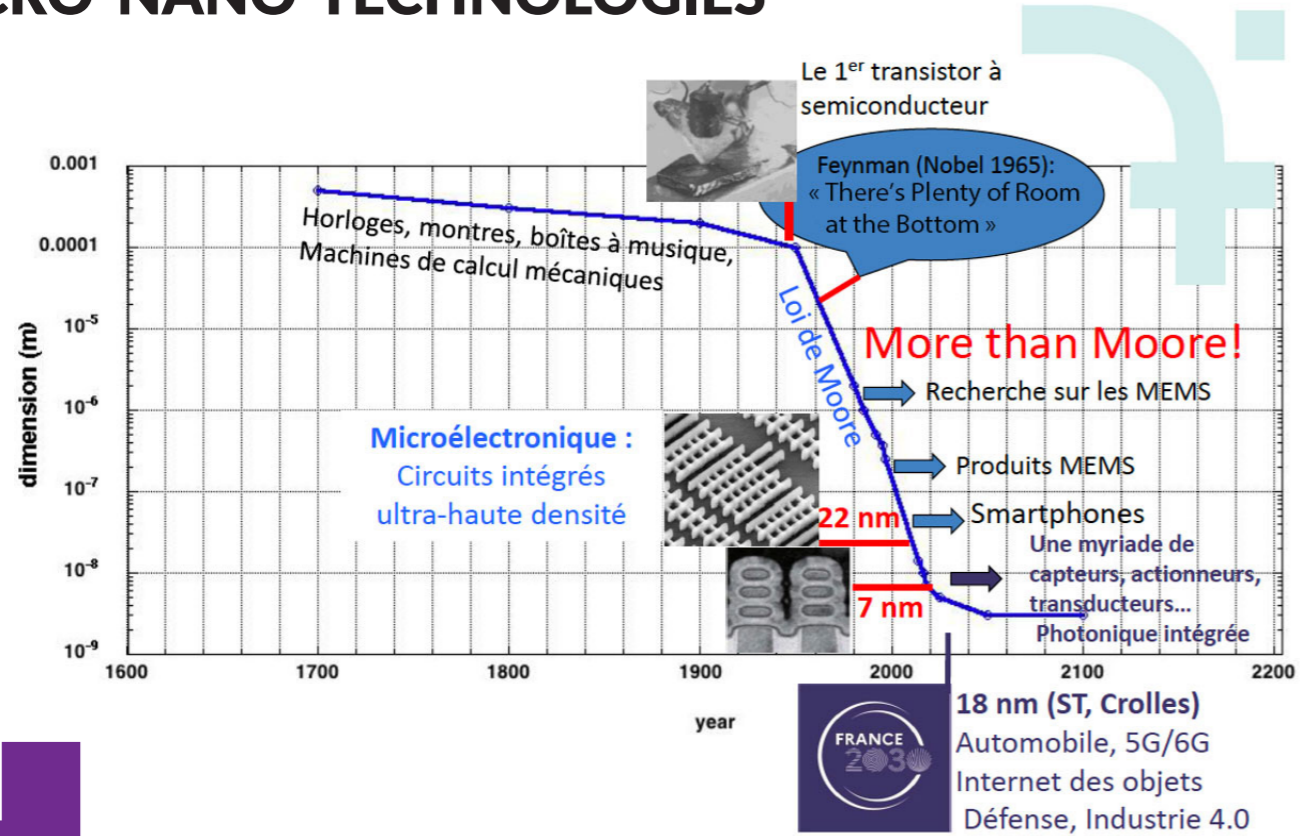 CRO NANO TECHNOLOGIES
Le 1er transistor à
semiconducteur
Feynman (Nobel 1965):
« There's Plenty of Room
at the Bottom »
0.001
0.0001
10-5
10-6
10-7
10-8
10-9
dimension (m)
Horloges, montres, boîtes à musique,
Machines de calcul mécaniques
Loi de Moore
More than Moore!
Recherche sur les MEMS
Microélectronique :
Circuits intégrés
ultra-haute densité
Produits MEMS
22 nm
Smartphones
Une myriade de
capteurs, actionneurs,
transducteurs...
Photonique intégrée
7 nm
1600
1700
1800
1900
2000
2100
2200
year
FRANCE
2030
18 nm (ST, Crolles)
Automobile, 5G/6G
Internet des objets
Défense, Industrie 4.0